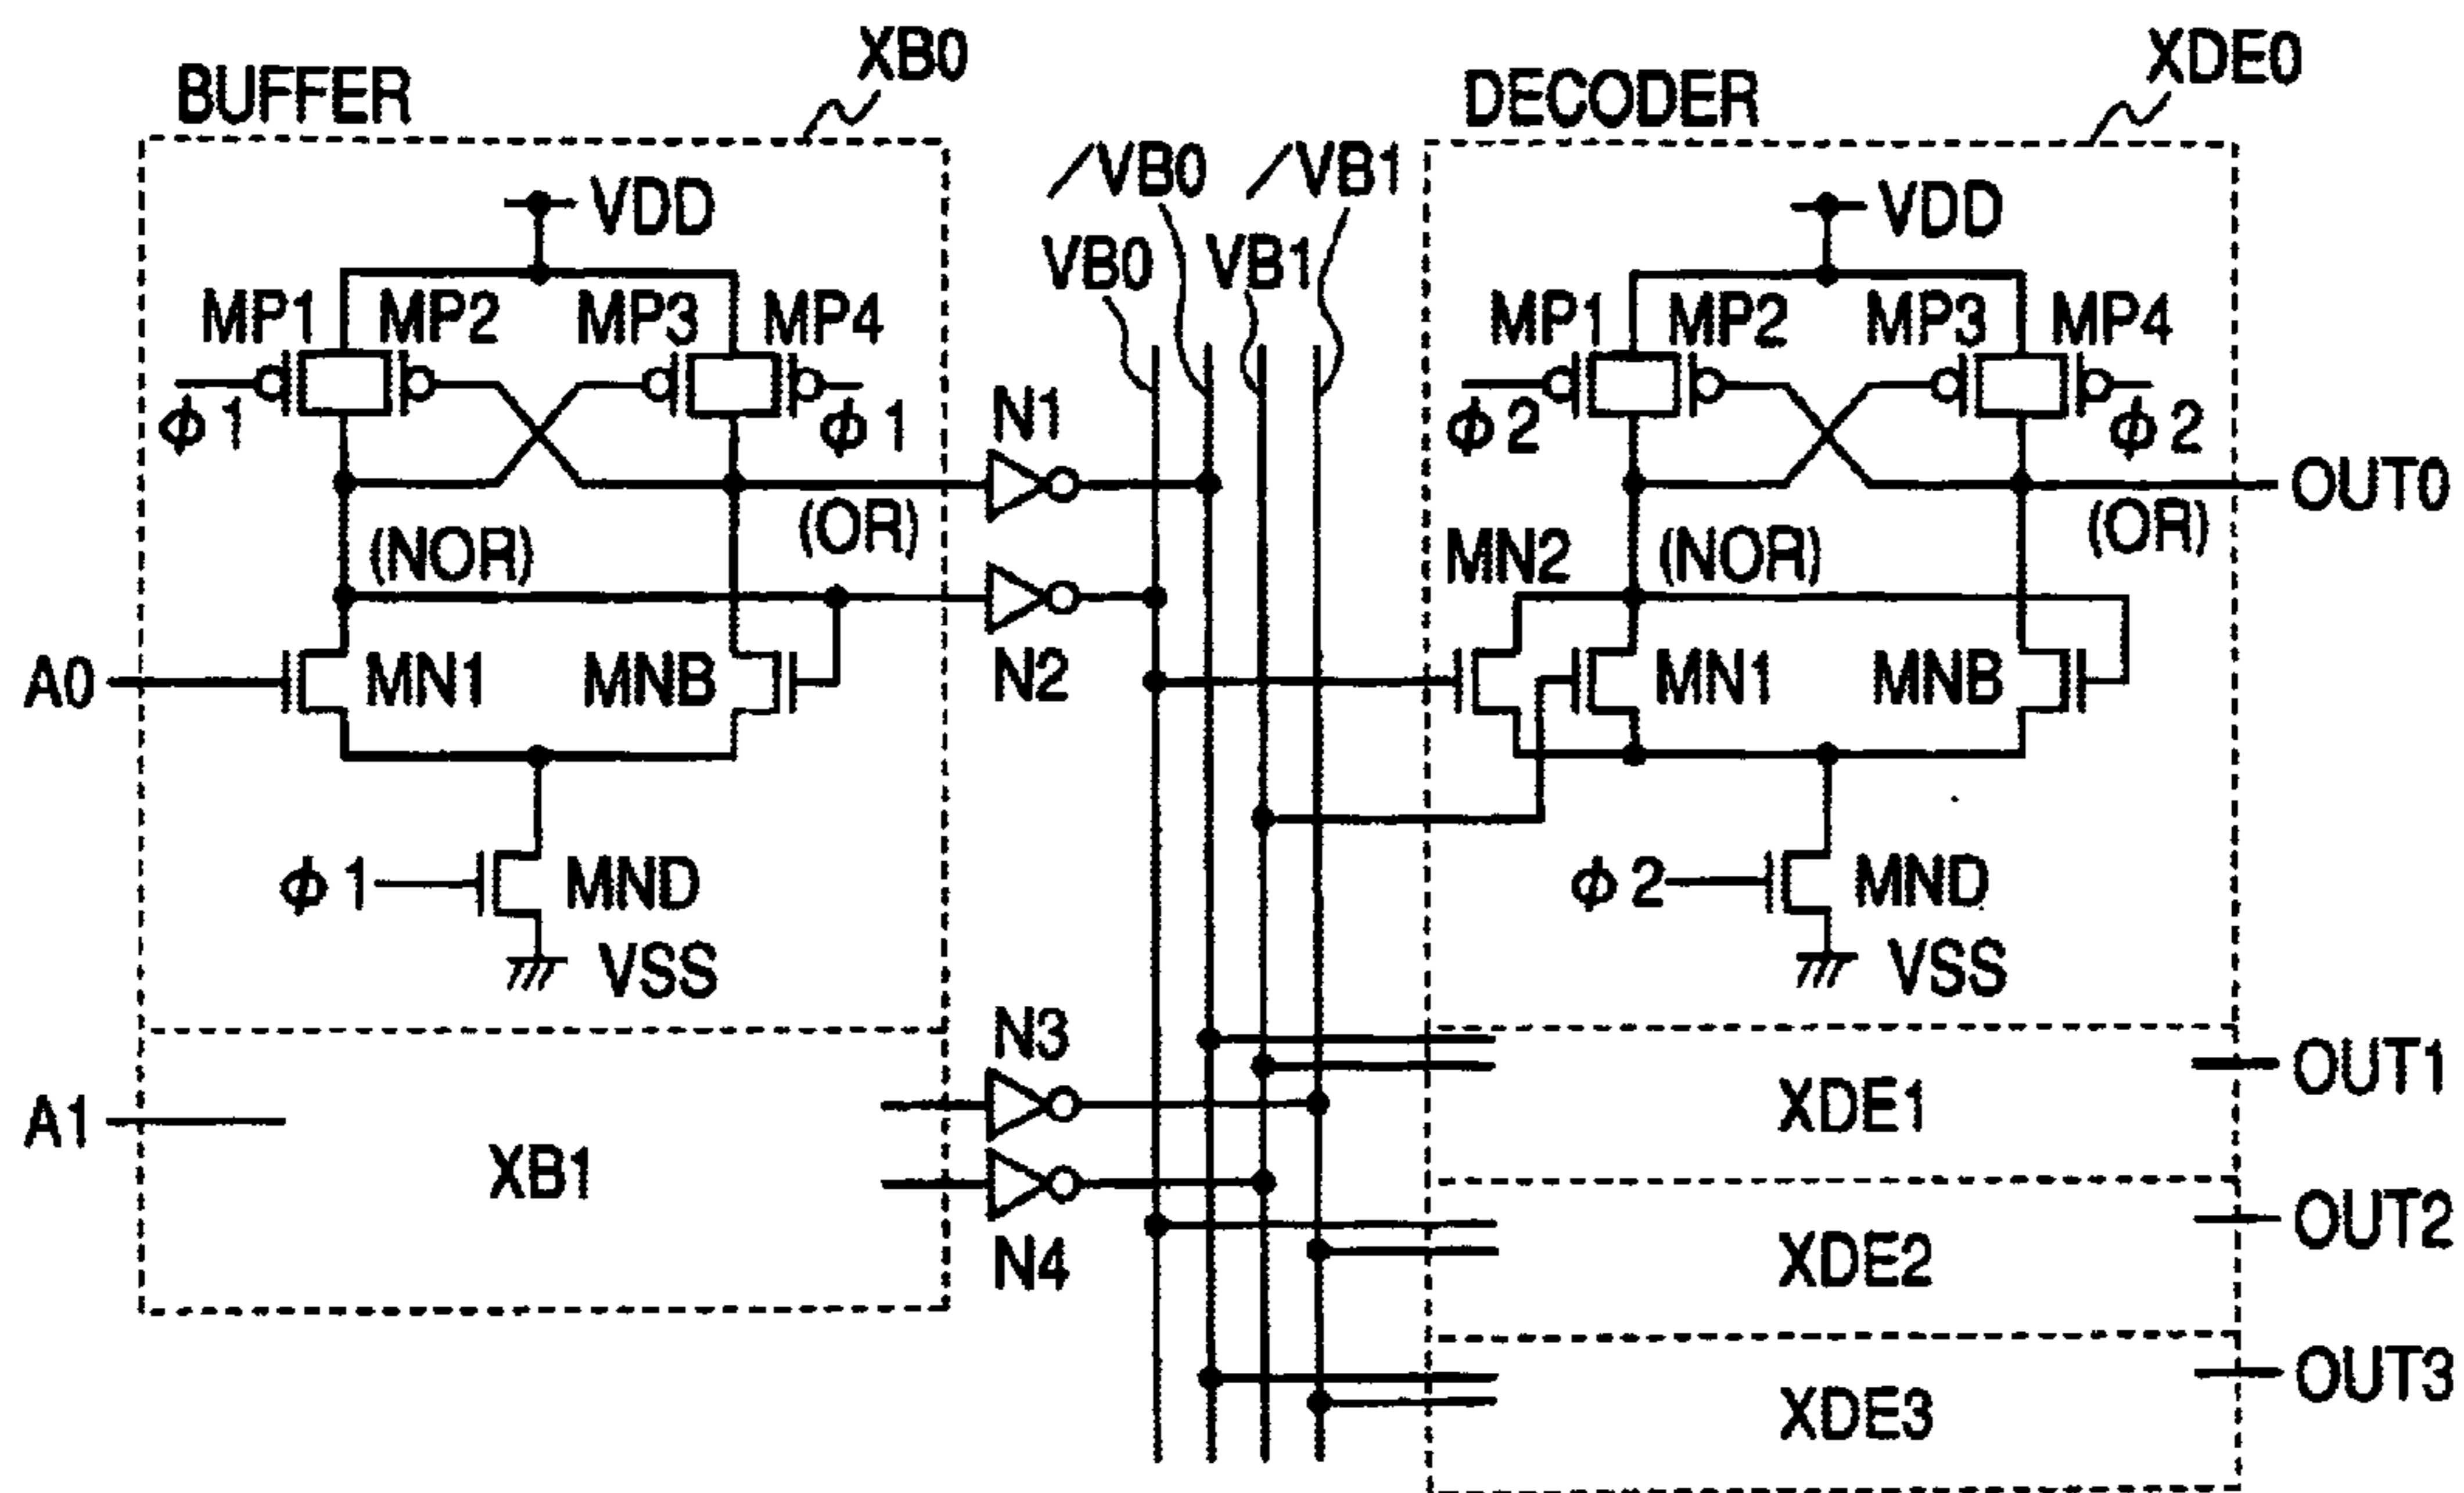 XB0
XDE0
BUFFER
DECODER
/VB0 /VB1
VDD
VDD
VB0 VB1
MP1 MP2 MP3 MP4
MP1 MP2 MP3 MP4
ϕ1 ϕ1
N1
ϕ2 ϕ2
OUT0
(NOR) (OR)
MN2 (NOR) (OR)
A0 MN1 MNB
N2
MN1 MNB
ϕ1 MND
ϕ2 MND
VSS
VSS
N3
OUT1
A1
XDE1
XB1
OUT2
N4
XDE2
OUT3
XDE3